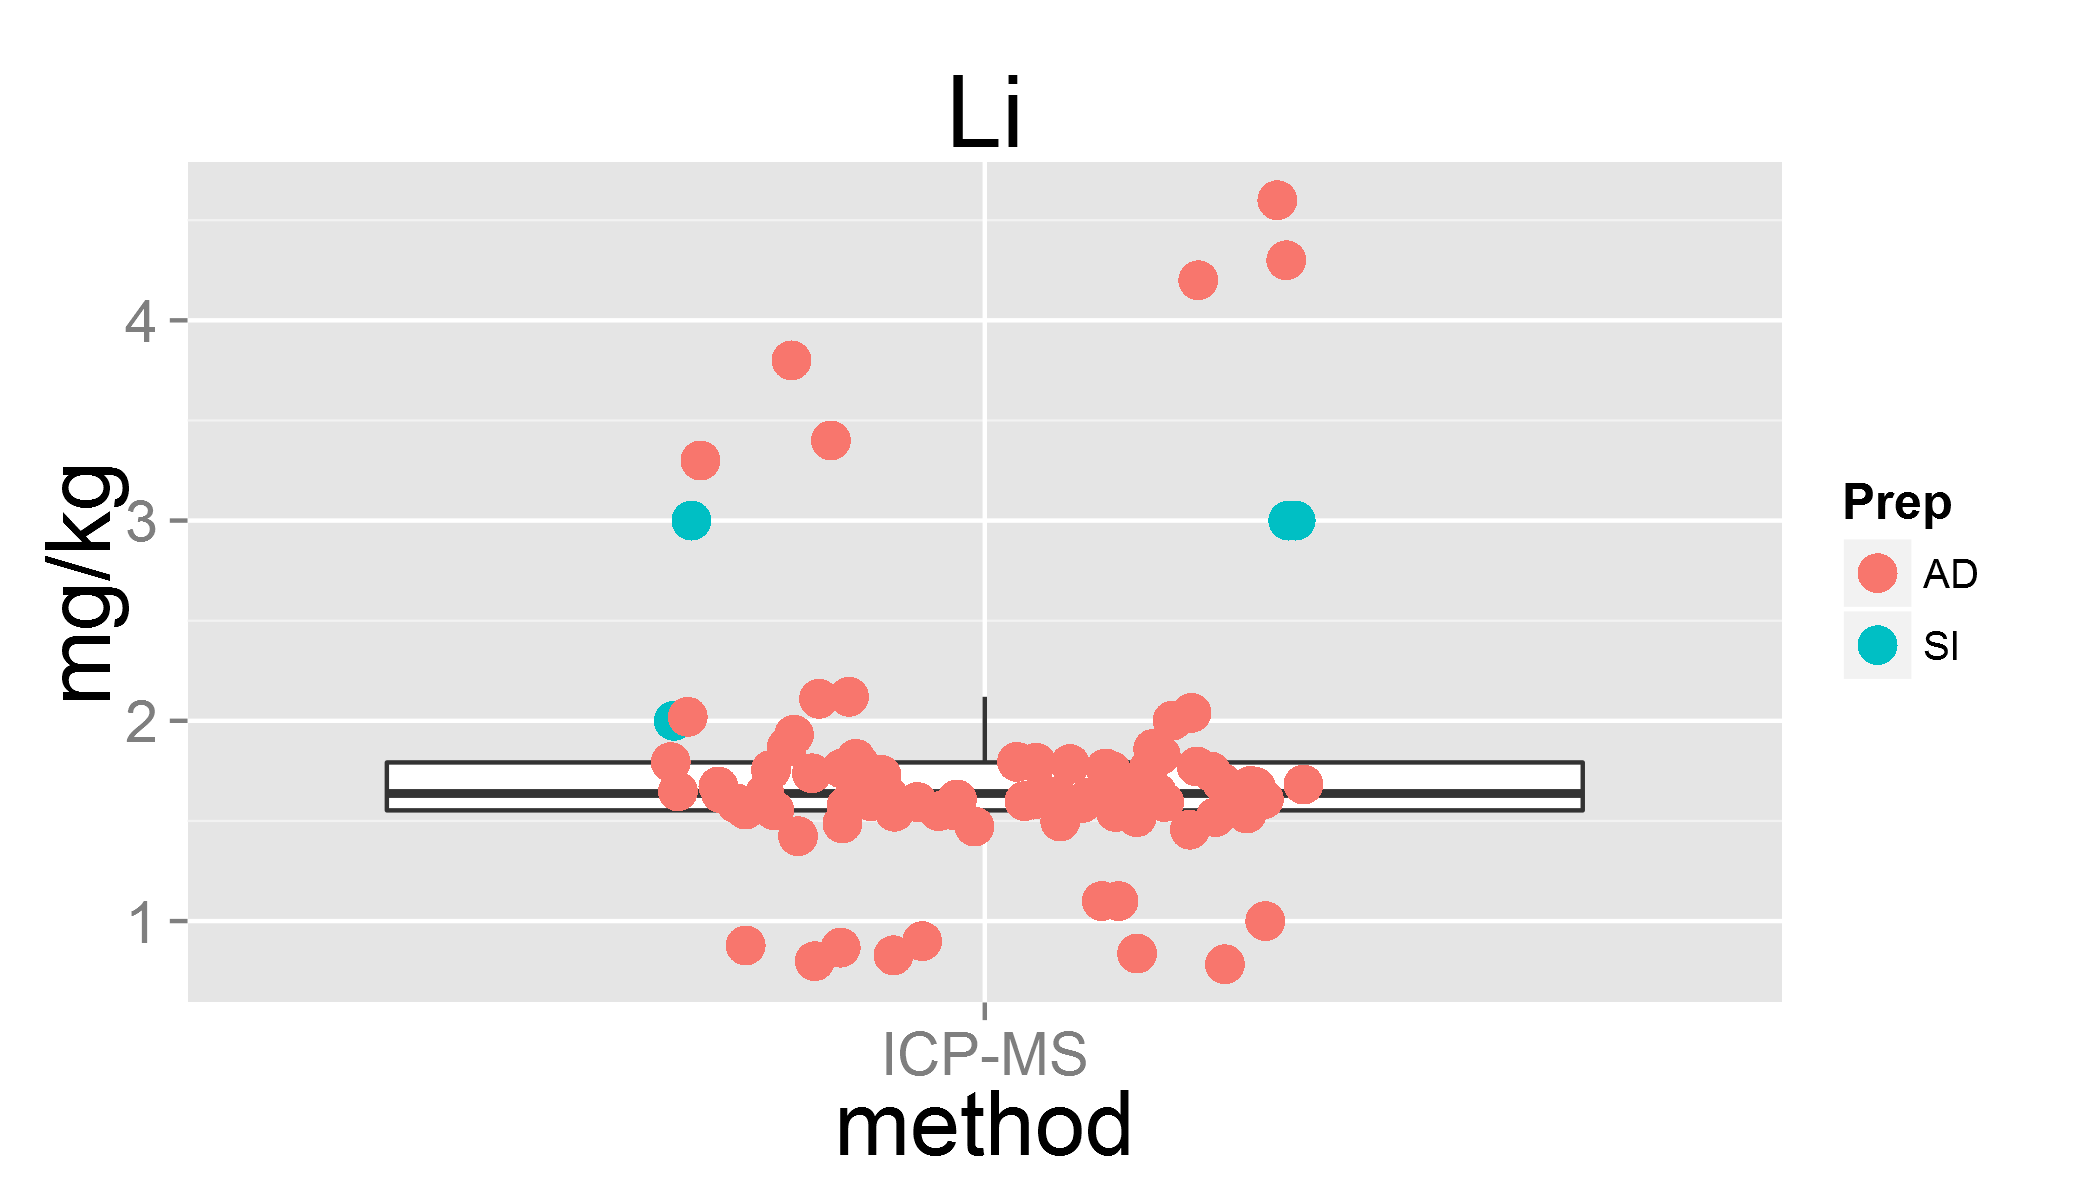 Li
mg/kg
4
3
2
1
ICP-MS
method
Prep
AD
SI